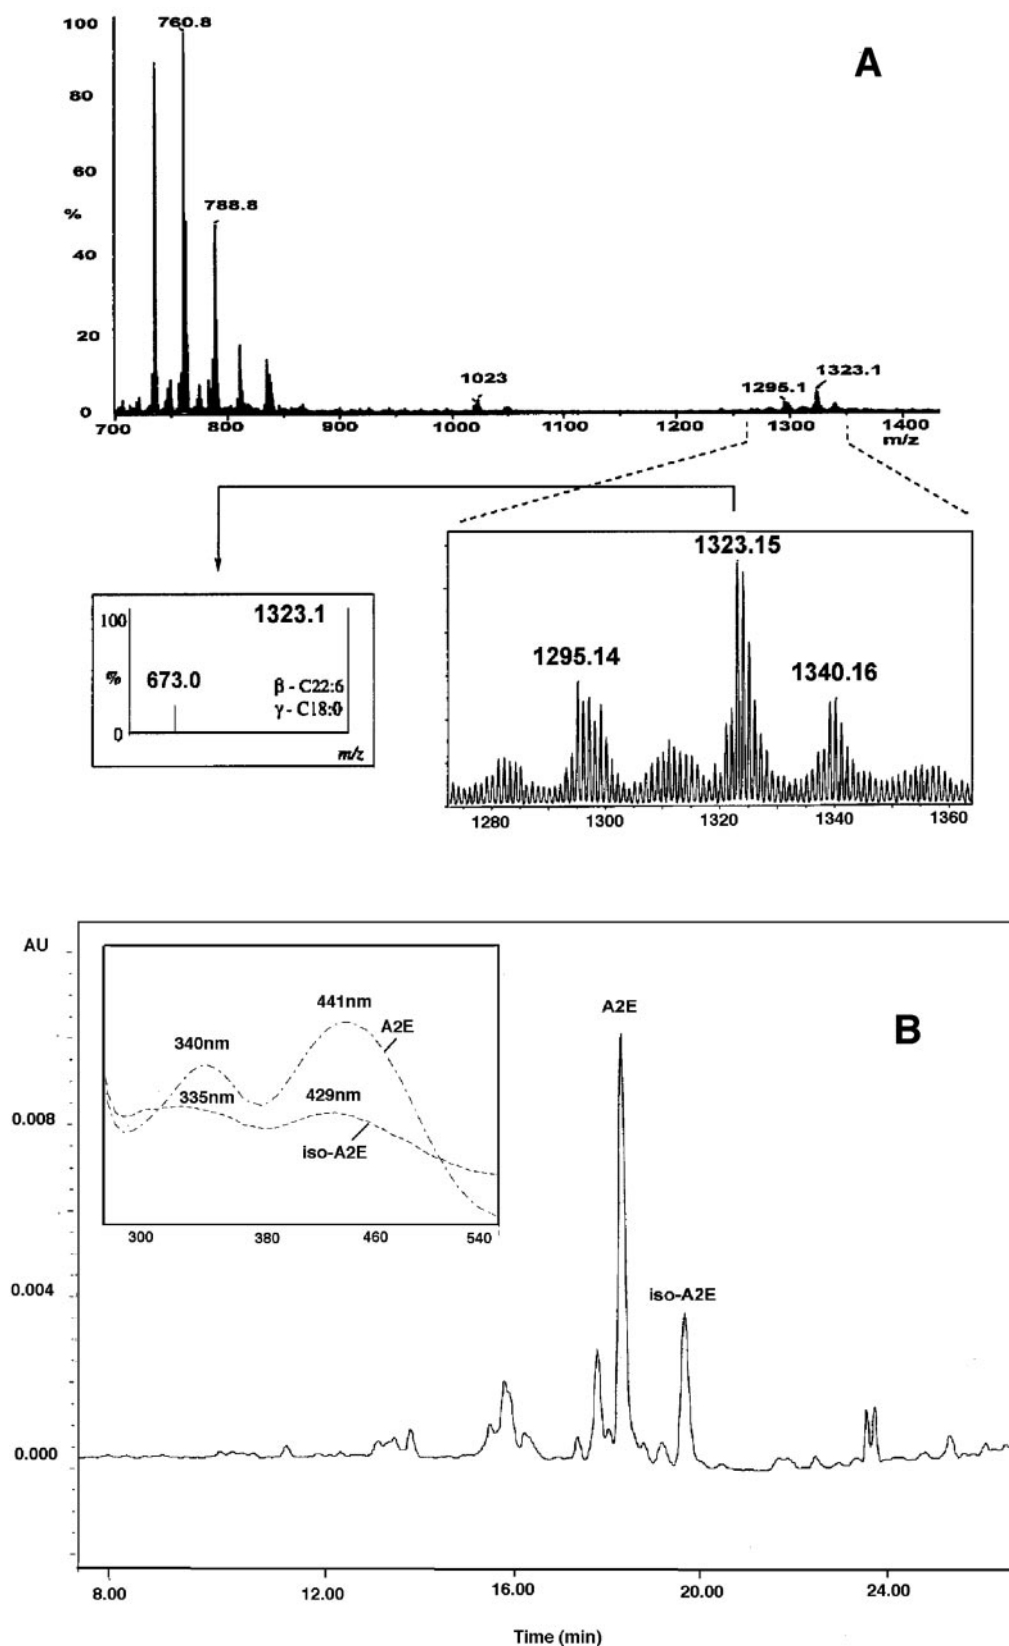 A
100
80
60
%
40
20
0
760.8
788.8
1023
1295.1
1323.1
700 800 900 1000 1100 1200 1300 1400
m/z
100
1323.1
% 673.0
β - C22:6
γ - C18:0
0
m/z
1323.15
1295.14
1340.16
1280 1300 1320 1340 1360
B
AU
0.008
0.004
0.000
441nm
A2E
340nm
335nm
429nm
iso-A2E
300 380 460 540
A2E
iso-A2E
8.00 12.00 16.00 20.00 24.00
Time (min)